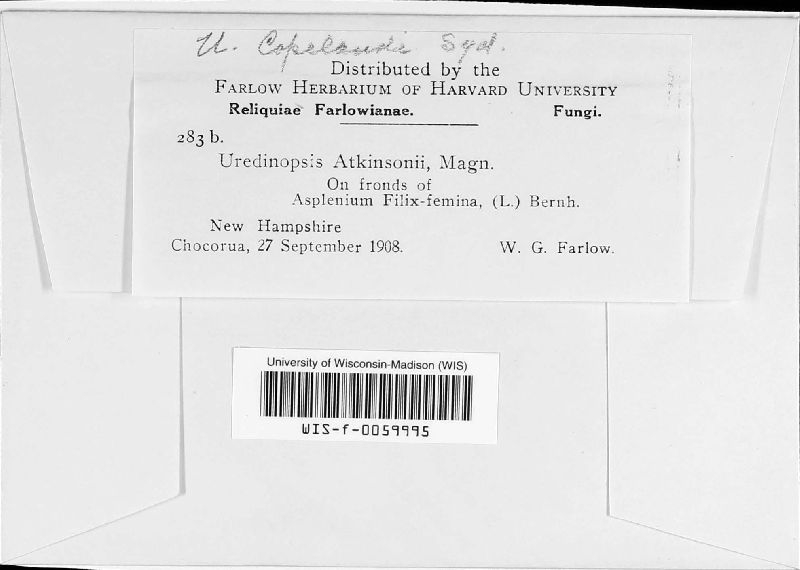 U. Copelandi Syd.
Distributed by the
Farlow Herbarium of Harvard University
Reliquiae Farlowianae. Fungi.
283 b.
Uredinopsis Atkinsonii, Magn.
On fronds of
Asplenium Filix-femina, (L.) Bernh.
New Hampshire
Chocorua, 27 September 1908. W. G. Farlow.
University of Wisconsin-Madison (WIS)
WIS-f-0059995